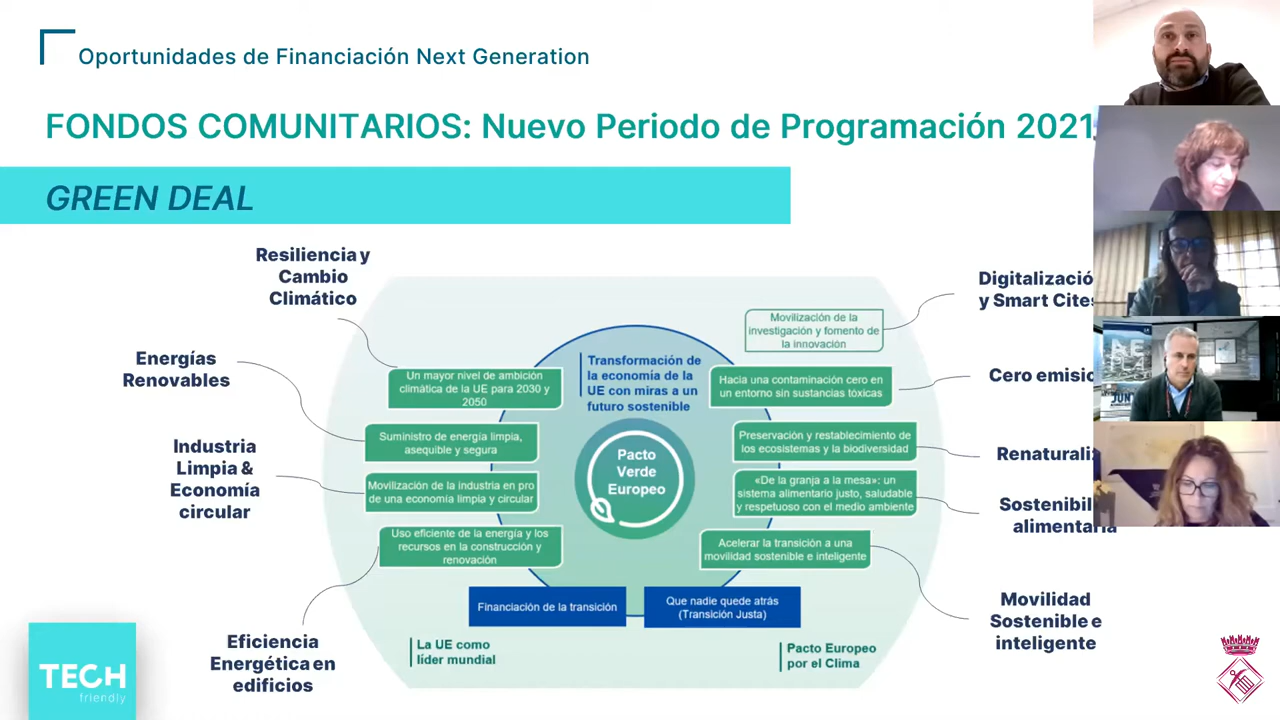 Oportunidades de Financiación Next Generation
FONDOS COMUNITARIOS: Nuevo Periodo de Programación 2021
GREEN DEAL
Resiliencia y
Cambio
Climático
Energías
Renovables
Industria
Limpia &
Economía
circular
Eficiencia
Energética en
edificios
Un mayor nivel de ambición
climática de la UE para 2030 y
2050
Suministro de energía limpia,
asequible y segura
Movilización de la industria en pro
de una economía limpia y circular
Uso eficiente de la energía y los
recursos en la construcción y
renovación
Transformación de
la economía de la
UE con miras a un
futuro sostenible
Pacto
Verde
Europeo
Movilización de la
investigación y fomento de
la innovación
Hacia una contaminación cero en
un entorno sin sustancias tóxicas
Preservación y restablecimiento de
los ecosistemas y la biodiversidad
«De la granja a la mesa»: un
sistema alimentario justo, saludable
y respetuoso con el medio ambiente
Acelerar la transición a una
movilidad sostenible e inteligente
Financiación de la transición
Que nadie quede atrás
(Transición Justa)
La UE como
líder mundial
Pacto Europeo
por el Clima
Digitalizació
y Smart Cites
Cero emisio
Renaturaliz
Sostenibil
alimentaria
Movilidad
Sostenible e
inteligente
TECH
friendly